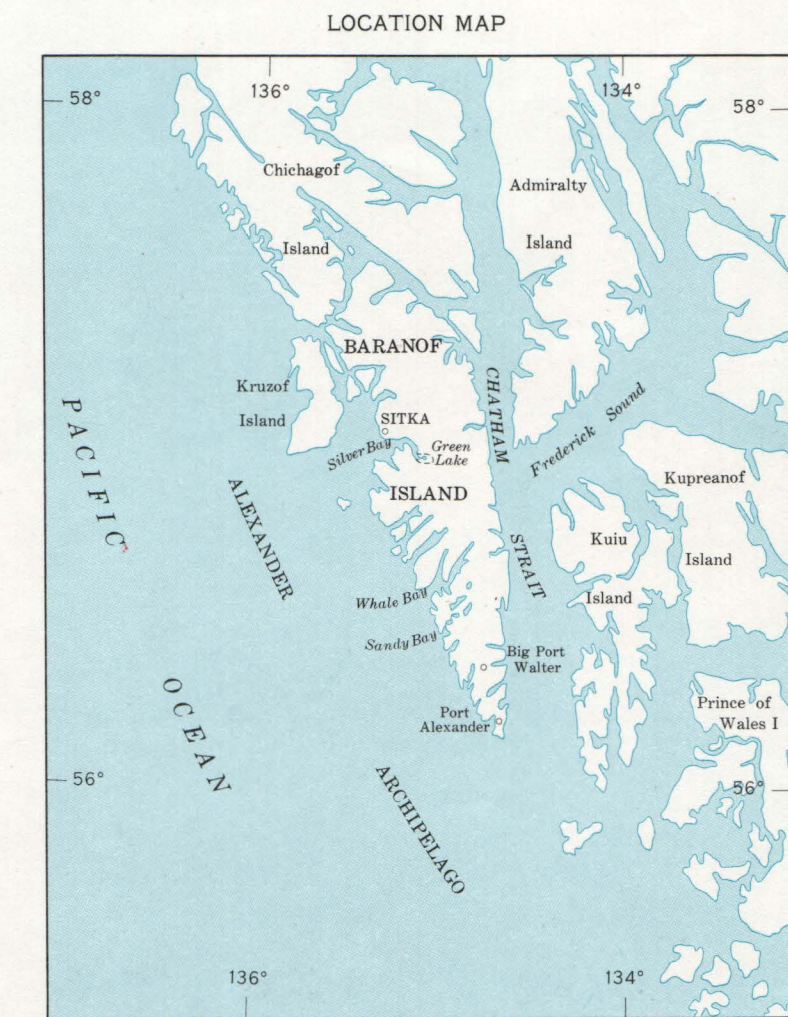 LOCATION MAP
136°
134°
58°
58°
Chichagof
Island
Admiralty
Island
BARANOF
ISLAND
Kruzof
Island
SITKA
Silver Bay
Green
Lake
CHATHAM
STRAIT
Frederick Sound
Kupreanof
Island
Kuiu
Island
PACIFIC
OCEAN
ALEXANDER
ARCHIPELAGO
Whale Bay
Sandy Bay
Big Port
Walter
Port
Alexander
Prince of
Wales I
56°
56°
136°
134°